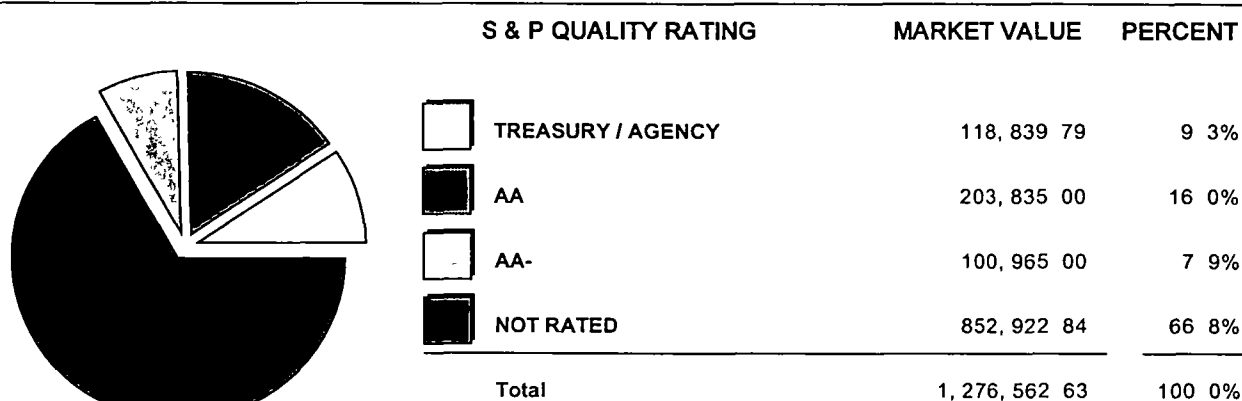 S & P QUALITY RATING MARKET VALUE PERCENT
TREASURY / AGENCY 118, 839 79 9 3%
AA 203, 835 00 16 0%
AA- 100, 965 00 7 9%
NOT RATED 852, 922 84 66 8%
Total 1, 276, 562 63 100 0%